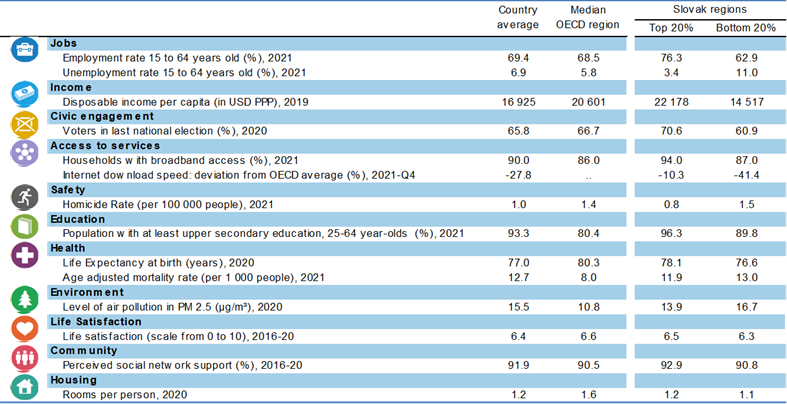 Country average Median OECD region Slovak regions
Top 20% Bottom 20%
Jobs
Employment rate 15 to 64 years old (%), 2021 69.4 68.5 76.3 62.9
Unemployment rate 15 to 64 years old (%), 2021 6.9 5.8 3.4 11.0
Income
Disposable income per capita (in USD PPP), 2019 16 925 20 601 22 178 14 517
Civic engagement
Voters in last national election (%), 2020 65.8 66.7 70.6 60.9
Access to services
Households with broadband access (%), 2021 90.0 86.0 94.0 87.0
Internet download speed: deviation from OECD average (%), 2021-Q4 -27.8 .. -10.3 -41.4
Safety
Homicide Rate (per 100 000 people), 2021 1.0 1.4 0.8 1.5
Education
Population with at least upper secondary education, 25-64 year-olds (%), 2021 93.3 80.4 96.3 89.8
Health
Life Expectancy at birth (years), 2020 77.0 80.3 78.1 76.6
Age adjusted mortality rate (per 1 000 people), 2021 12.7 8.0 11.9 13.0
Environment
Level of air pollution in PM 2.5 (µg/m³), 2020 15.5 10.8 13.9 16.7
Life Satisfaction
Life satisfaction (scale from 0 to 10), 2016-20 6.4 6.6 6.5 6.3
Community
Perceived social network support (%), 2016-20 91.9 90.5 92.9 90.8
Housing
Rooms per person, 2020 1.2 1.6 1.2 1.1